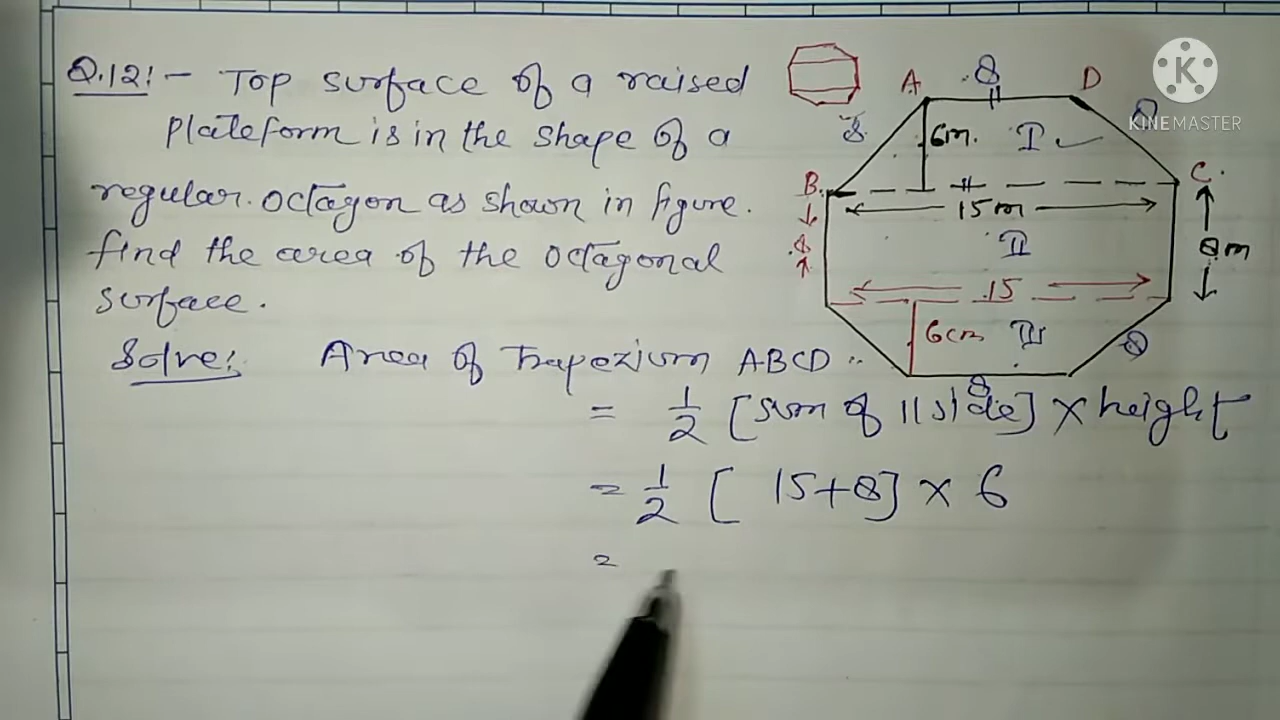 Q.12:- Top surface of a raised
plateform is in the shape of a
regular. octagon as shown in figure.
find the area of the octagonal
surface.
Solve:
Area of Trapezium ABCD :-
= 1/2 [sum of || side] × height
= 1/2 [ 15+8] × 6
=
A 8 D
8 8
6m. I
B. C.
15m
8 II 8m
15
6cm III 8
8
K
KINEMASTER